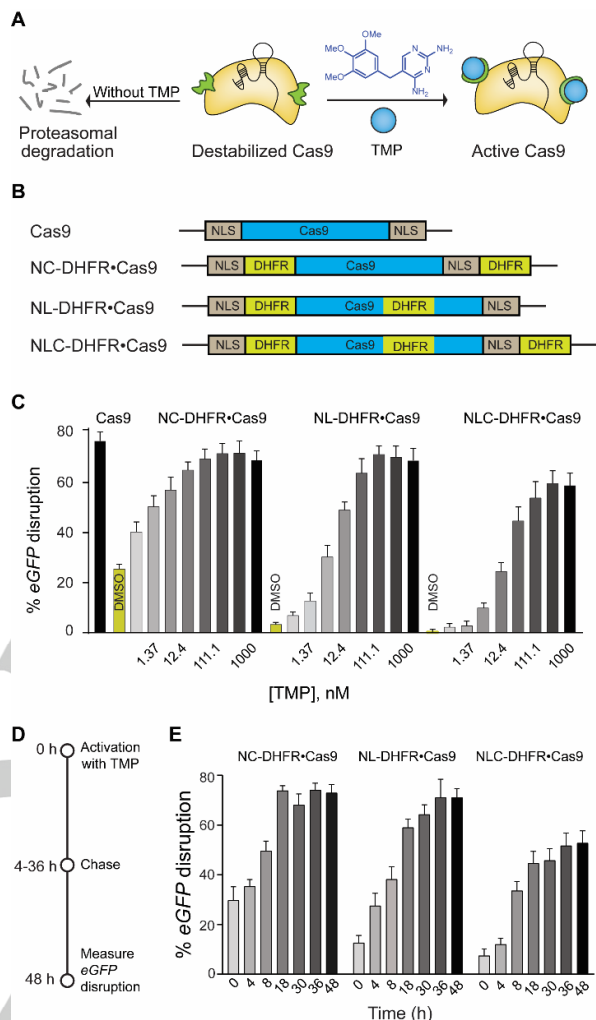 A
OMe
MeO
MeO
NH2
N
N
NH2
Without TMP
Proteasomal
degradation
Destabilized Cas9
TMP
Active Cas9
B
Cas9
NLS Cas9 NLS
NC-DHFR•Cas9
NLS DHFR Cas9 NLS DHFR
NL-DHFR•Cas9
NLS DHFR Cas9 DHFR NLS
NLC-DHFR•Cas9
NLS DHFR Cas9 DHFR NLS DHFR
C
Cas9 NC-DHFR•Cas9 NL-DHFR•Cas9 NLC-DHFR•Cas9
% eGFP disruption
80
60
40
20
0
DMSO
DMSO
DMSO
1.37 12.4 111.1 1000 1.37 12.4 111.1 1000 1.37 12.4 111.1 1000
[TMP], nM
D
0 h Activation
with TMP
4-36 h Chase
48 h Measure
eGFP
disruption
E
NC-DHFR•Cas9 NL-DHFR•Cas9 NLC-DHFR•Cas9
% eGFP disruption
80
60
40
20
0
0 4 8 18 30 36 48 0 4 8 18 30 36 48 0 4 8 18 30 36 48
Time (h)